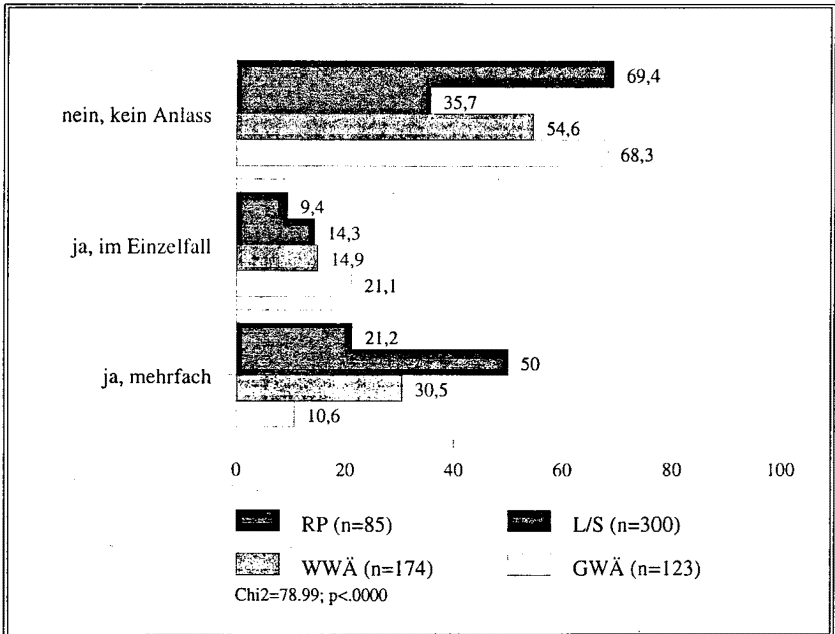 69,4
35,7
nein, kein Anlass
54,6
68,3
9,4
14,3
ja, im Einzelfall
14,9
21,1
21,2
50
ja, mehrfach
30,5
10,6
0 20 40 60 80 100
RP (n=85) L/S (n=300)
WWÄ (n=174) GWÄ (n=123)
Chi2=78.99; p<.0000